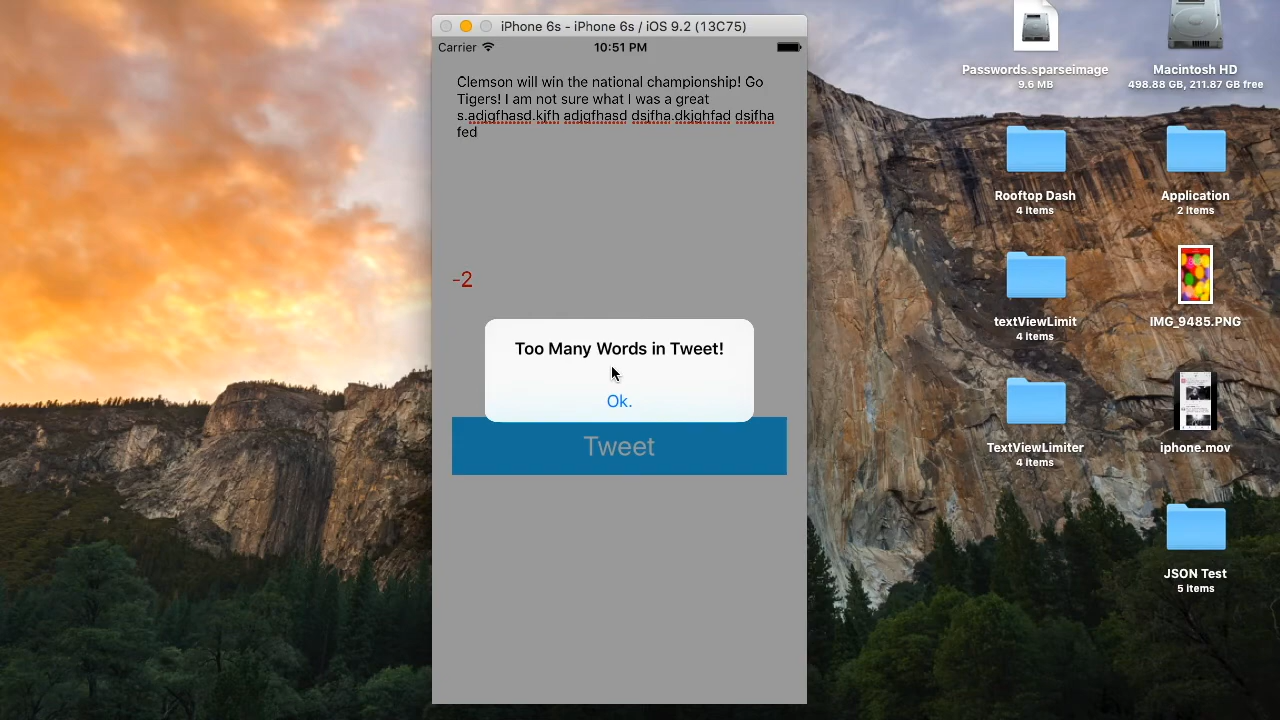 iPhone 6s - iPhone 6s / iOS 9.2 (13C75)
Carrier
10:51 PM
Clemson will win the national championship! Go
Tigers! I am not sure what I was a great
s.adigfhasd.kjfh adigfhasd dsjfha.dkjghfad dsjfha
fed
-2
Too Many Words in Tweet!
Ok.
Tweet
Passwords.sparseimage
9.6 MB
Macintosh HD
498.88 GB, 211.87 GB free
Rooftop Dash
4 items
Application
2 items
textViewLimit
4 items
IMG_9485.PNG
TextViewLimiter
4 items
iphone.mov
JSON Test
5 items